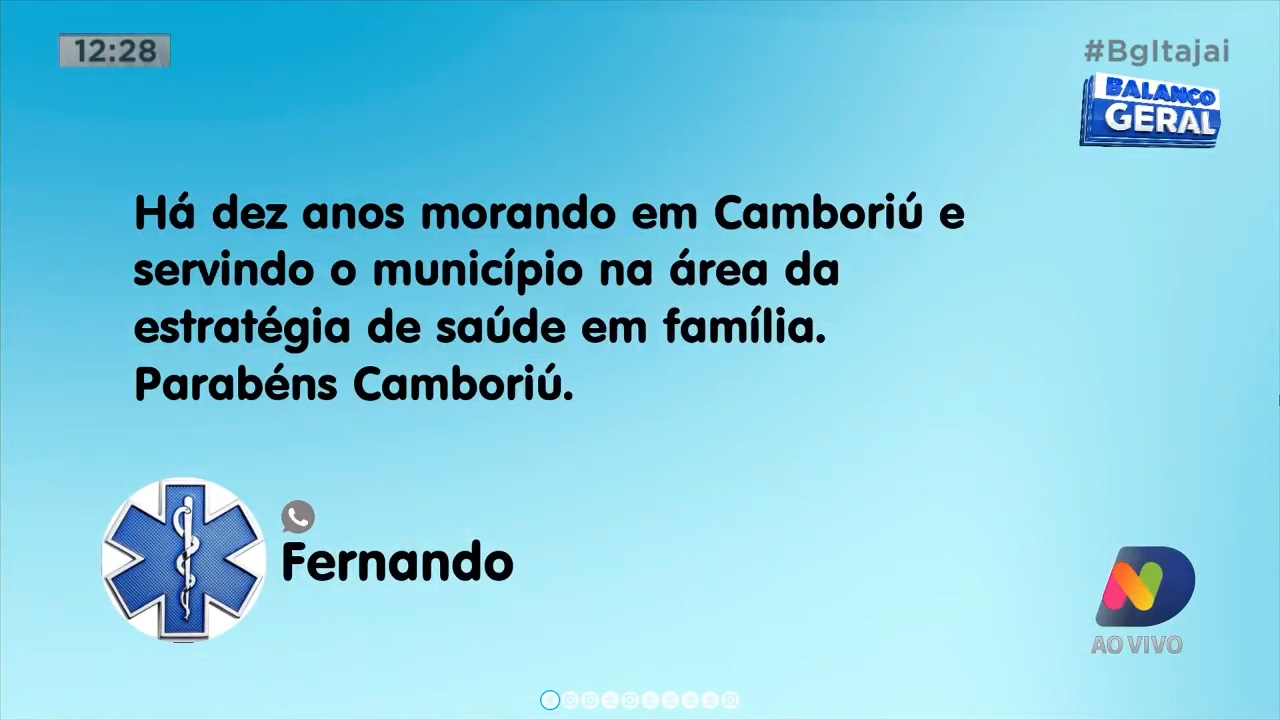 12:28
#BgItajai
BALANÇO
GERAL
Há dez anos morando em Camboriú e
servindo o município na área da
estratégia de saúde em família.
Parabéns Camboriú.
Fernando
ND
AO VIVO